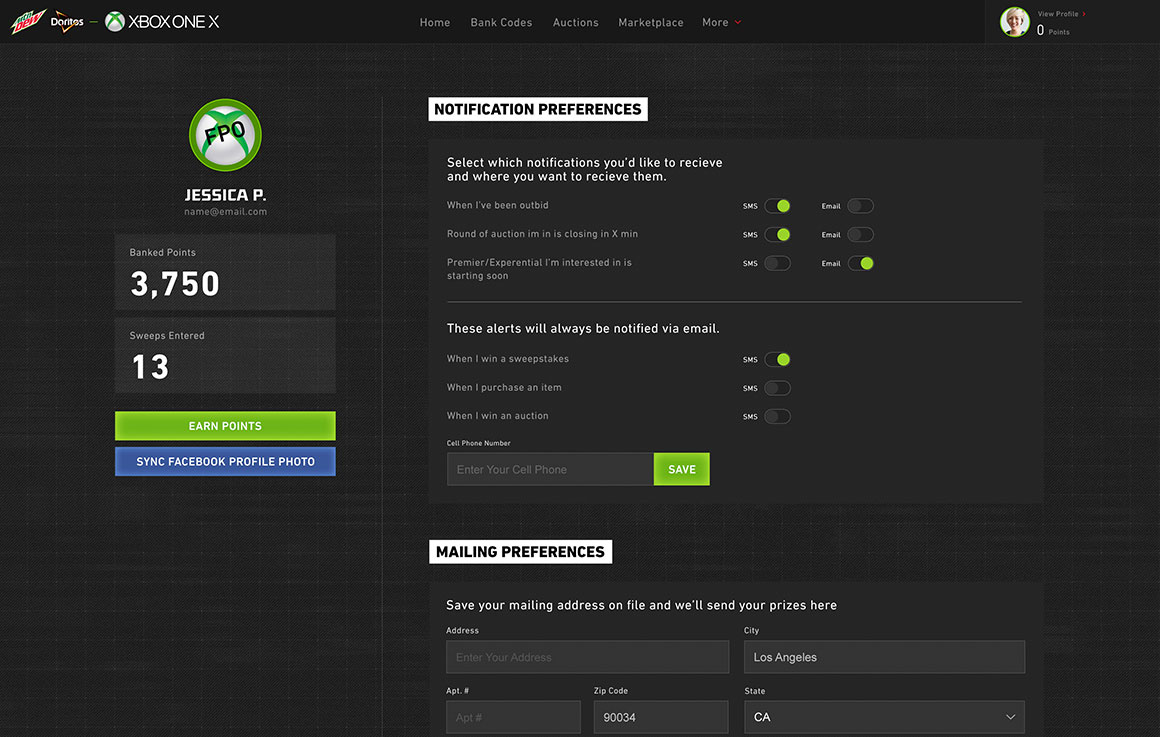 Mtn DEW Doritos – XBOX ONE X
Home Bank Codes Auctions Marketplace More
View Profile
0 Points
FPO
JESSICA P.
name@email.com
Banked Points
3,750
Sweeps Entered
13
EARN POINTS
SYNC FACEBOOK PROFILE PHOTO
NOTIFICATION PREFERENCES
Select which notifications you'd like to recieve
and where you want to recieve them.
When I've been outbid SMS Email
Round of auction im in is closing in X min SMS Email
Premier/Experential I'm interested in is SMS Email
starting soon
These alerts will always be notified via email.
When I win a sweepstakes SMS
When I purchase an item SMS
When I win an auction SMS
Cell Phone Number
Enter Your Cell Phone SAVE
MAILING PREFERENCES
Save your mailing address on file and we'll send your prizes here
Address City
Enter Your Address Los Angeles
Apt. # Zip Code State
Apt # 90034 CA